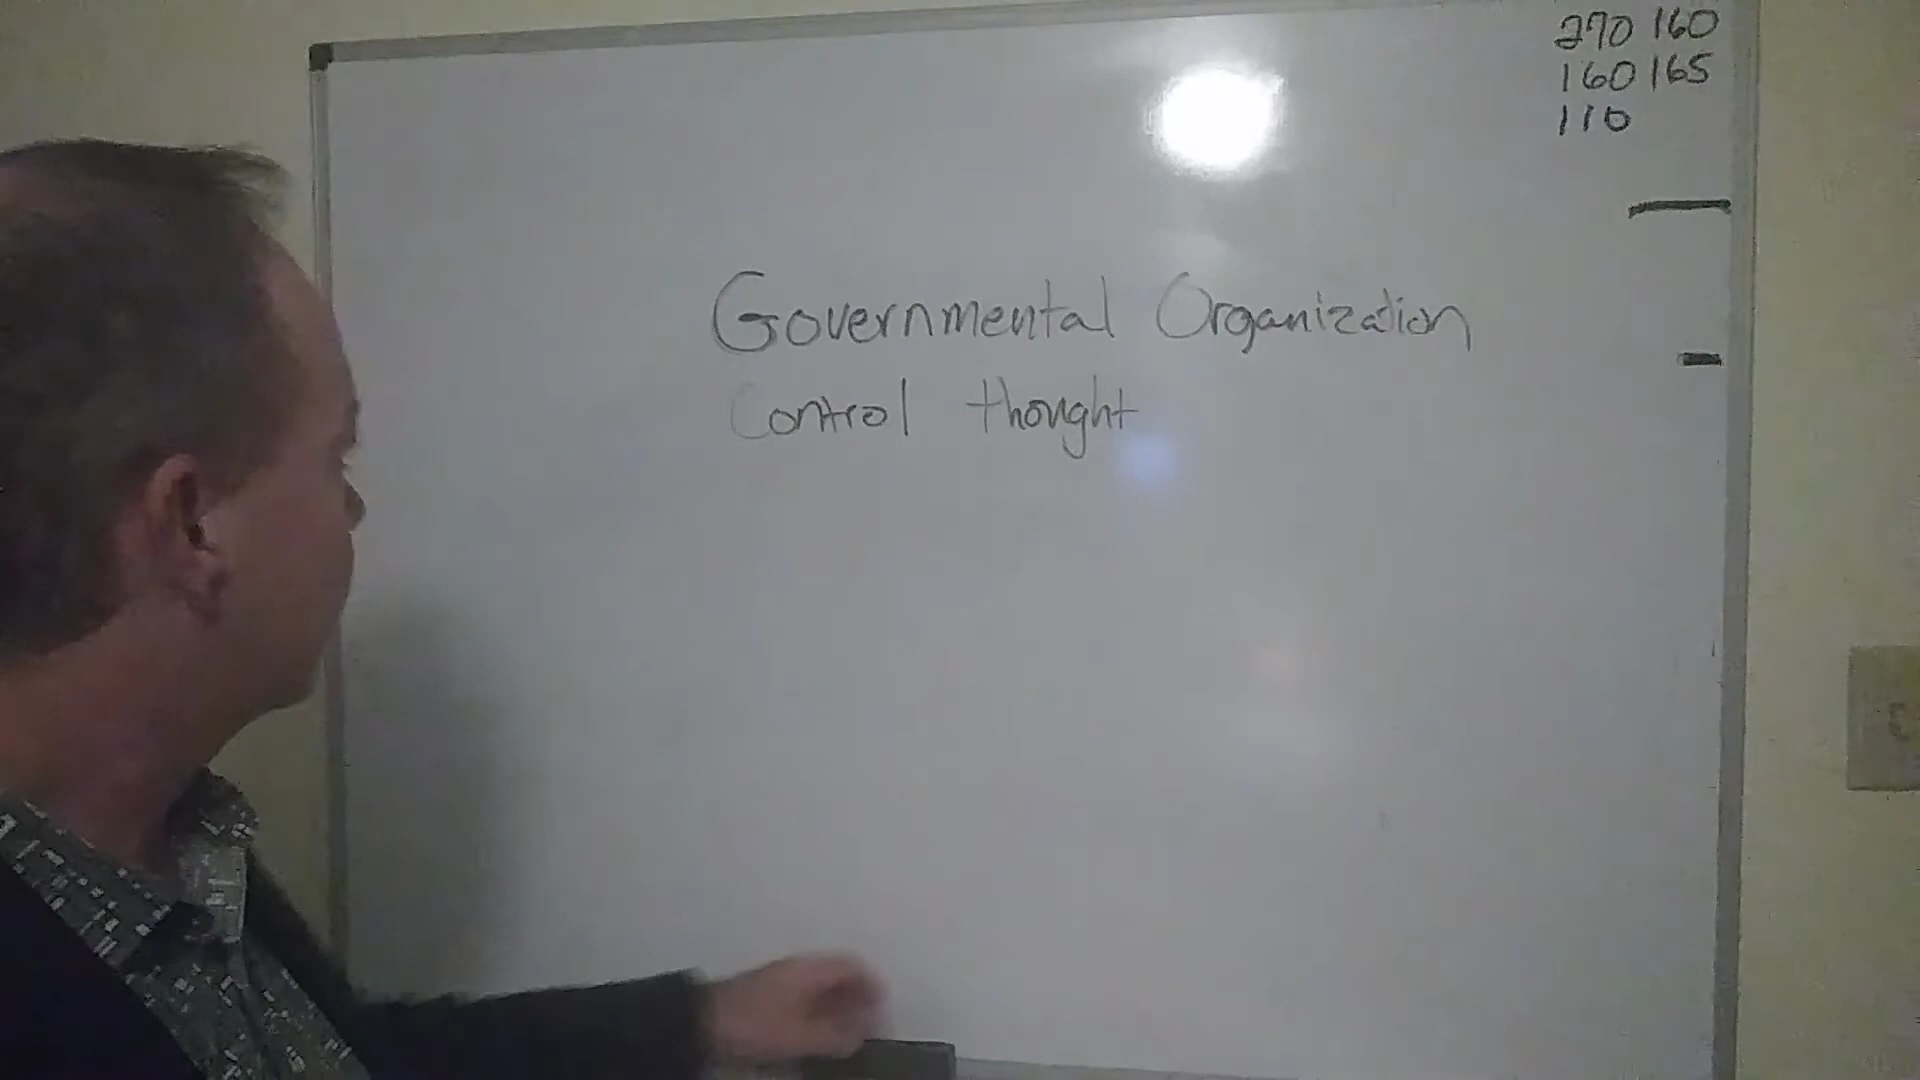 270 160
160 165
110
Governmental Organization
Control thought